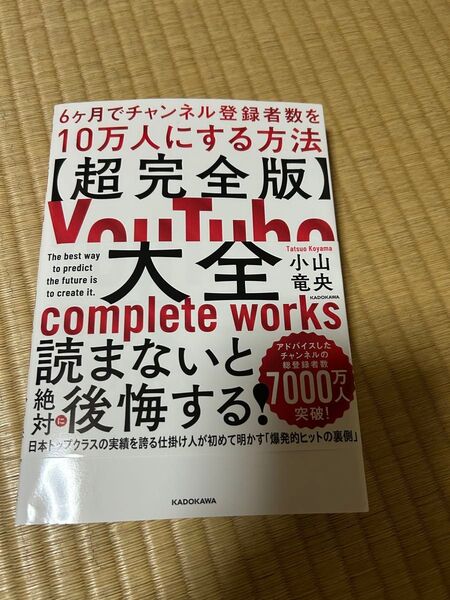 6ヶ月でチャンネル登録者数を
10万人にする方法
【超完全版】
YouTube
大全
The best way
to predict
the future is
to create it.
Tatsuo Koyama
小山
竜央
KADOKAWA
complete works
読まないと
絶対に後悔する!
アドバイスした
チャンネルの
総登録者数
7000万人
突破!
日本トップクラスの実績を誇る仕掛け人が初めて明かす「爆発的ヒットの裏側」
KADOKAWA